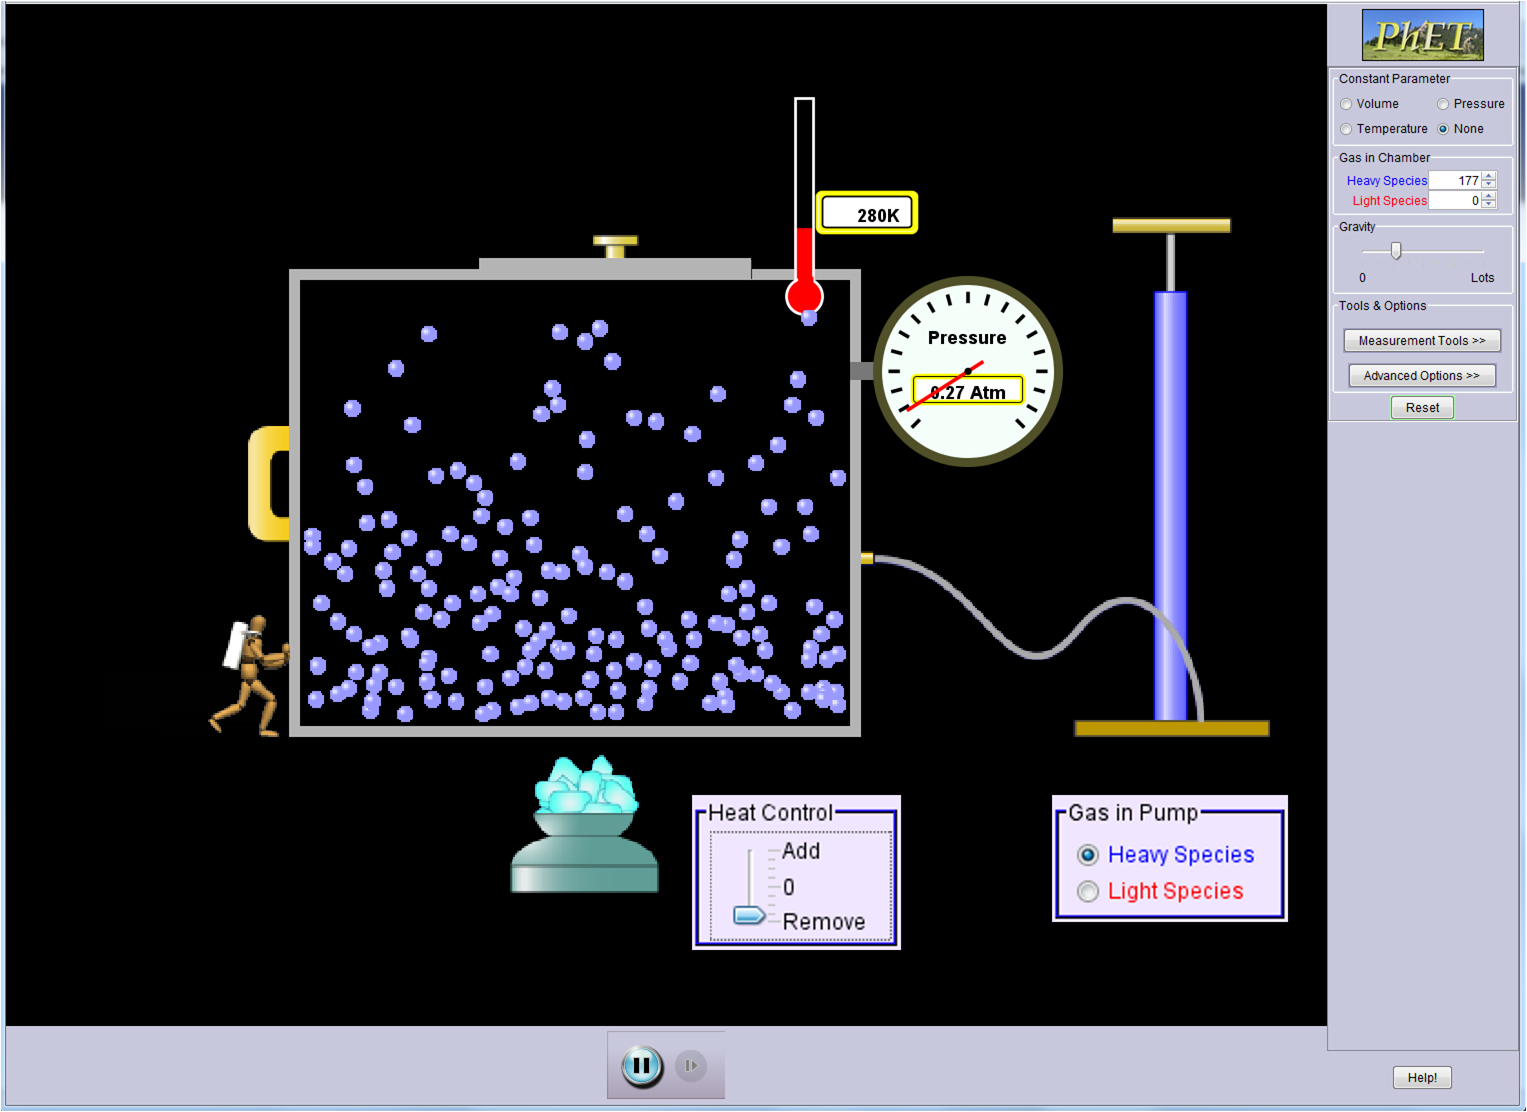 PhET
Constant Parameter
Volume Pressure
Temperature None
Gas in Chamber
Heavy Species 177
Light Species 0
Gravity
0 Lots
Tools & Options
Measurement Tools >>
Advanced Options >>
Reset
280K
Pressure
0.27 Atm
Heat Control
Add
0
Remove
Gas in Pump
Heavy Species
Light Species
Help!